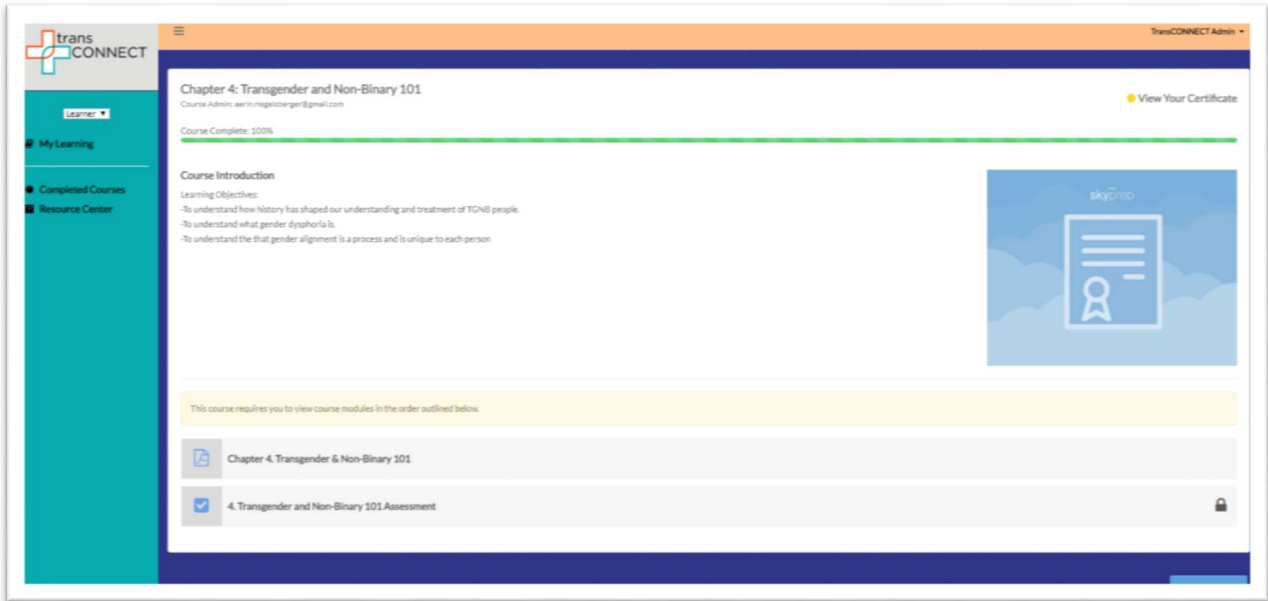 trans
CONNECT
TransCONNECT Admin
Learner
My Learning
Completed Courses
Resource Center
Chapter 4: Transgender and Non-Binary 101
Course Admin: aerin.riegelsberger@gmail.com
View Your Certificate
Course Complete: 100%
Course Introduction
Learning Objectives:
-To understand how history has shaped our understanding and treatment of TGNB people.
-To understand what gender dysphoria is.
-To understand the that gender alignment is a process and is unique to each person
skyprep
This course requires you to view course modules in the order outlined below.
Chapter 4. Transgender & Non-Binary 101
4. Transgender and Non-Binary 101 Assessment